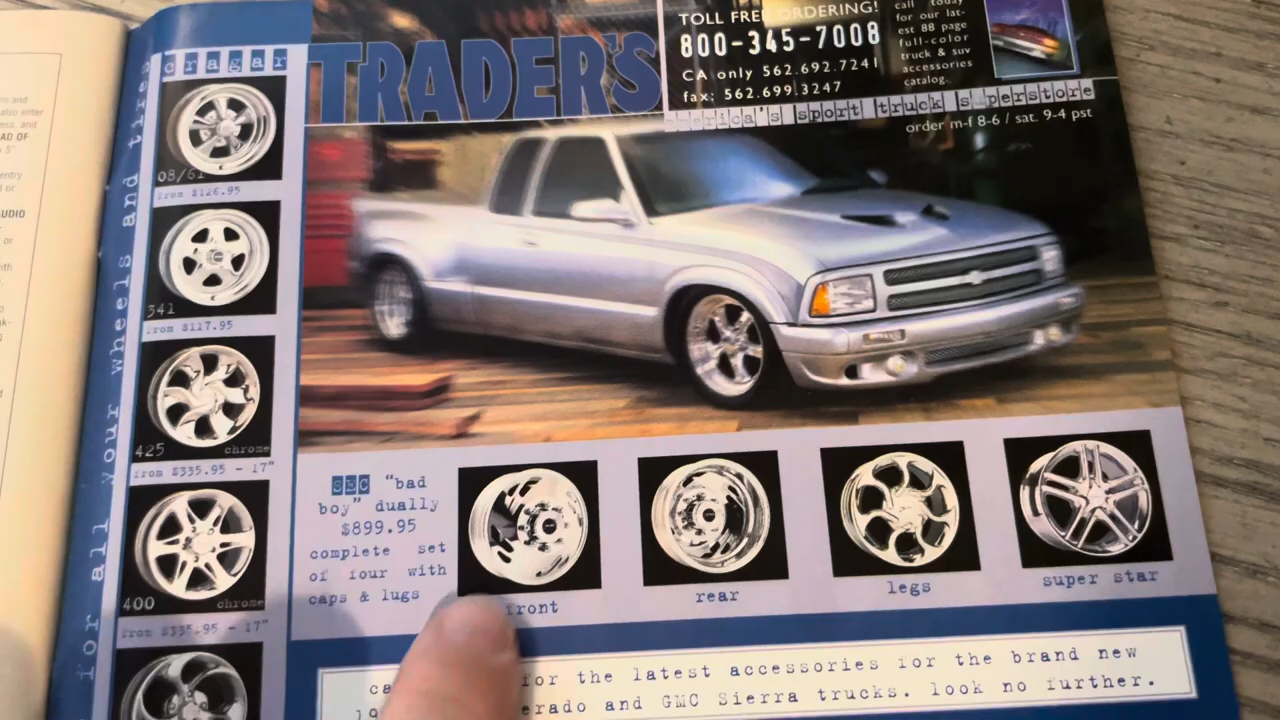 cragar
08/61
from $126.95
341
from $117.95
425 chrome
from $335.95 - 17"
400 chrome
from $335.95 - 17"
for all your wheels and tires
TRADER'S
TOLL FREE ORDERING!
800-345-7008
CA only 562.692.7241
fax: 562.699.3247
call today
for our lat-
est 88 page
full-color
truck & suv
accessories
catalog.
sport truck superstore
order m-f 8-6 / sat. 9-4 pst
SEC "bad
boy" dually
$899.95
complete set
of four with
caps & lugs
front
rear
legs
super star
for the latest accessories for the brand new
and GMC Sierra trucks. look no further.
entry
AUDIO